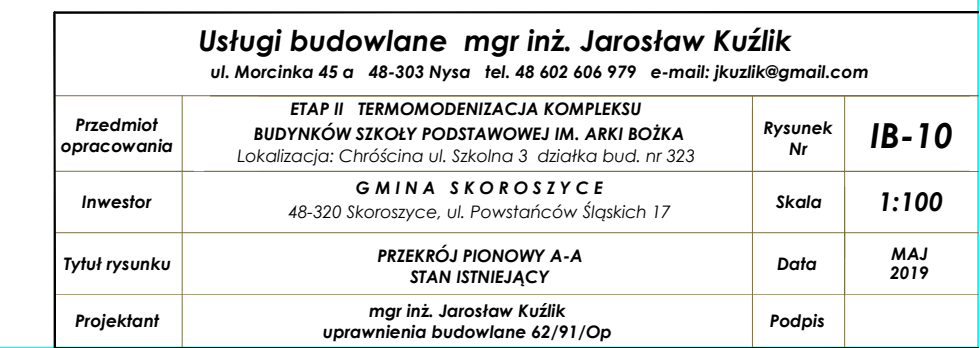 Usługi budowlane mgr inż. Jarosław Kuźlik
ul. Morcinka 45 a 48-303 Nysa tel. 48 602 606 979 e-mail: jkuzlik@gmail.com
Przedmiot
opracowania
ETAP II TERMOMODENIZACJA KOMPLEKSU
BUDYNKÓW SZKOŁY PODSTAWOWEJ IM. ARKI BOŻKA
Lokalizacja: Chróścina ul. Szkolna 3 działka bud. nr 323
Rysunek
Nr
IB-10
Inwestor
GMINA SKOROSZYCE
48-320 Skoroszyce, ul. Powstańców Śląskich 17
Skala
1:100
Tytuł rysunku
PRZEKRÓJ PIONOWY A-A
STAN ISTNIEJĄCY
Data
MAJ
2019
Projektant
mgr inż. Jarosław Kuźlik
uprawnienia budowlane 62/91/Op
Podpis